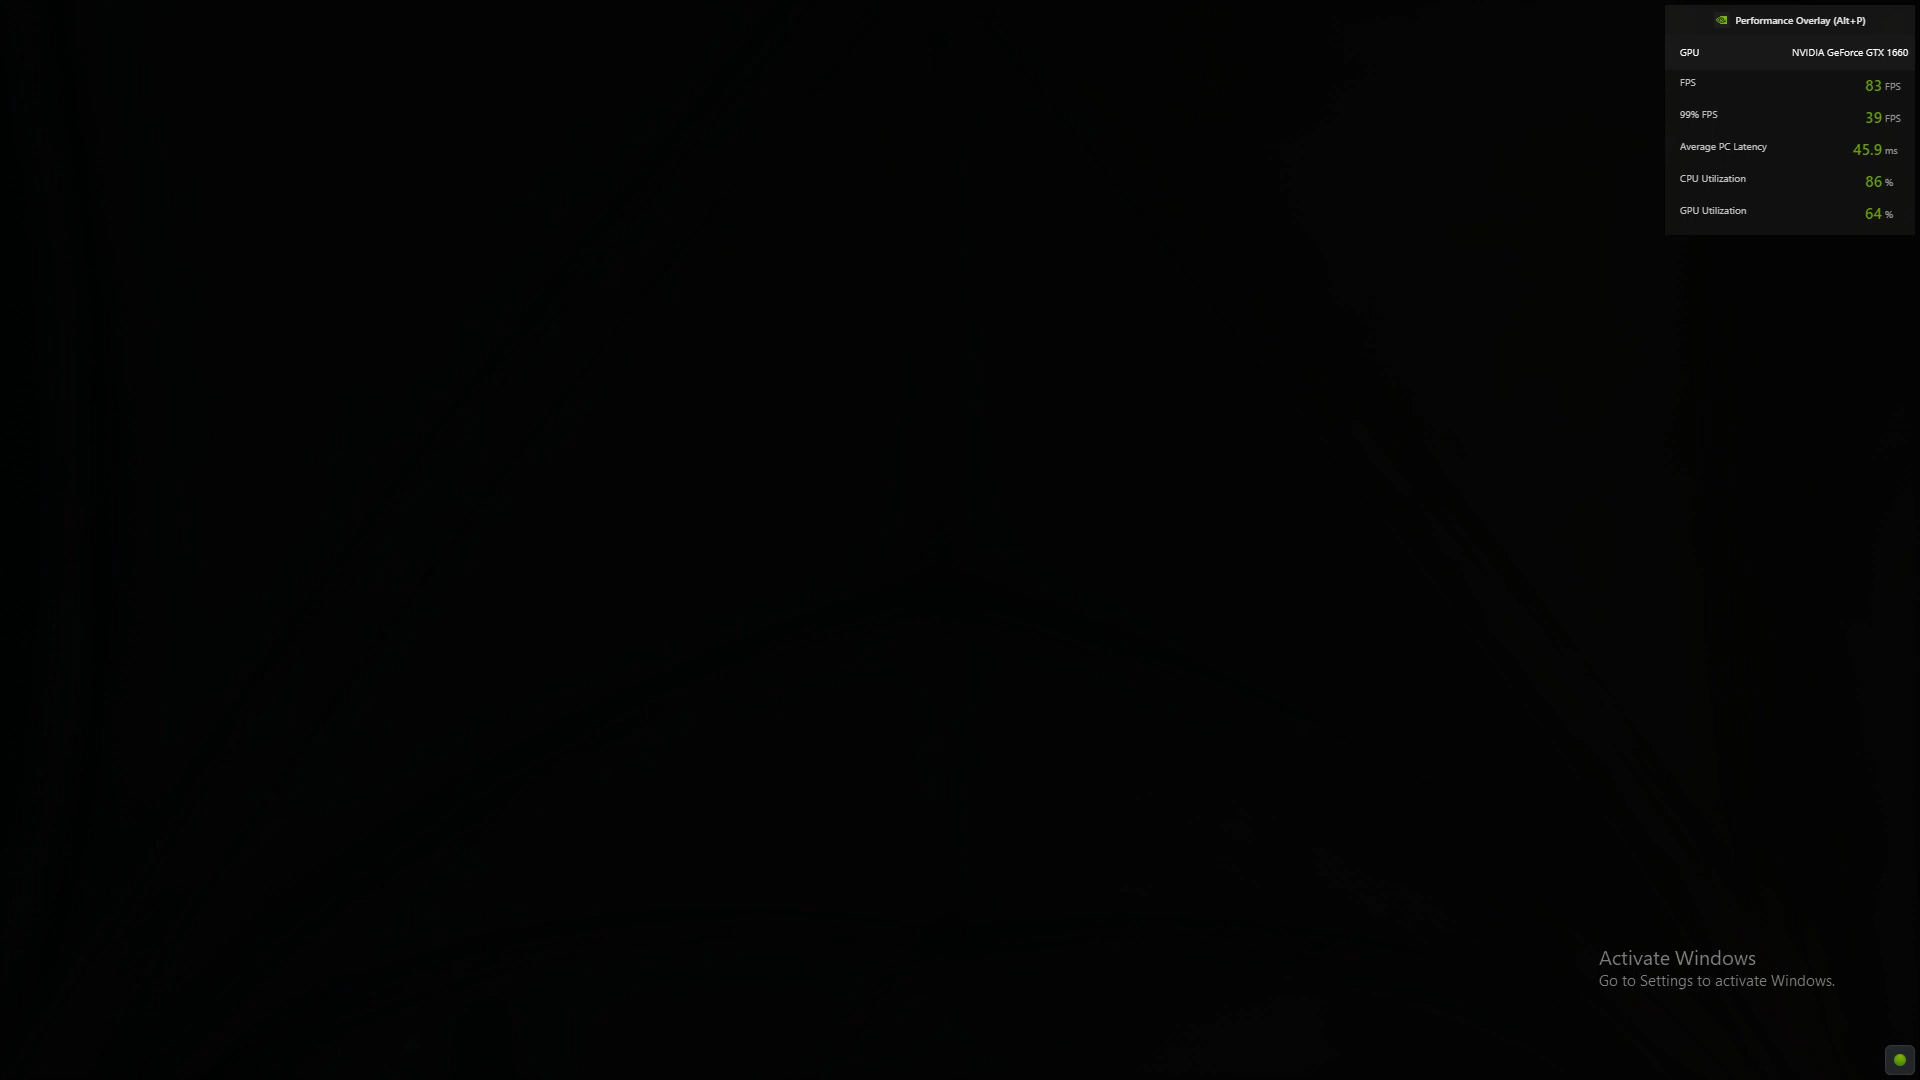 Performance Overlay (Alt+P)
GPU NVIDIA GeForce GTX 1660
FPS 83 FPS
99% FPS 39 FPS
Average PC Latency 45.9 ms
CPU Utilization 86 %
GPU Utilization 64 %
Activate Windows
Go to Settings to activate Windows.